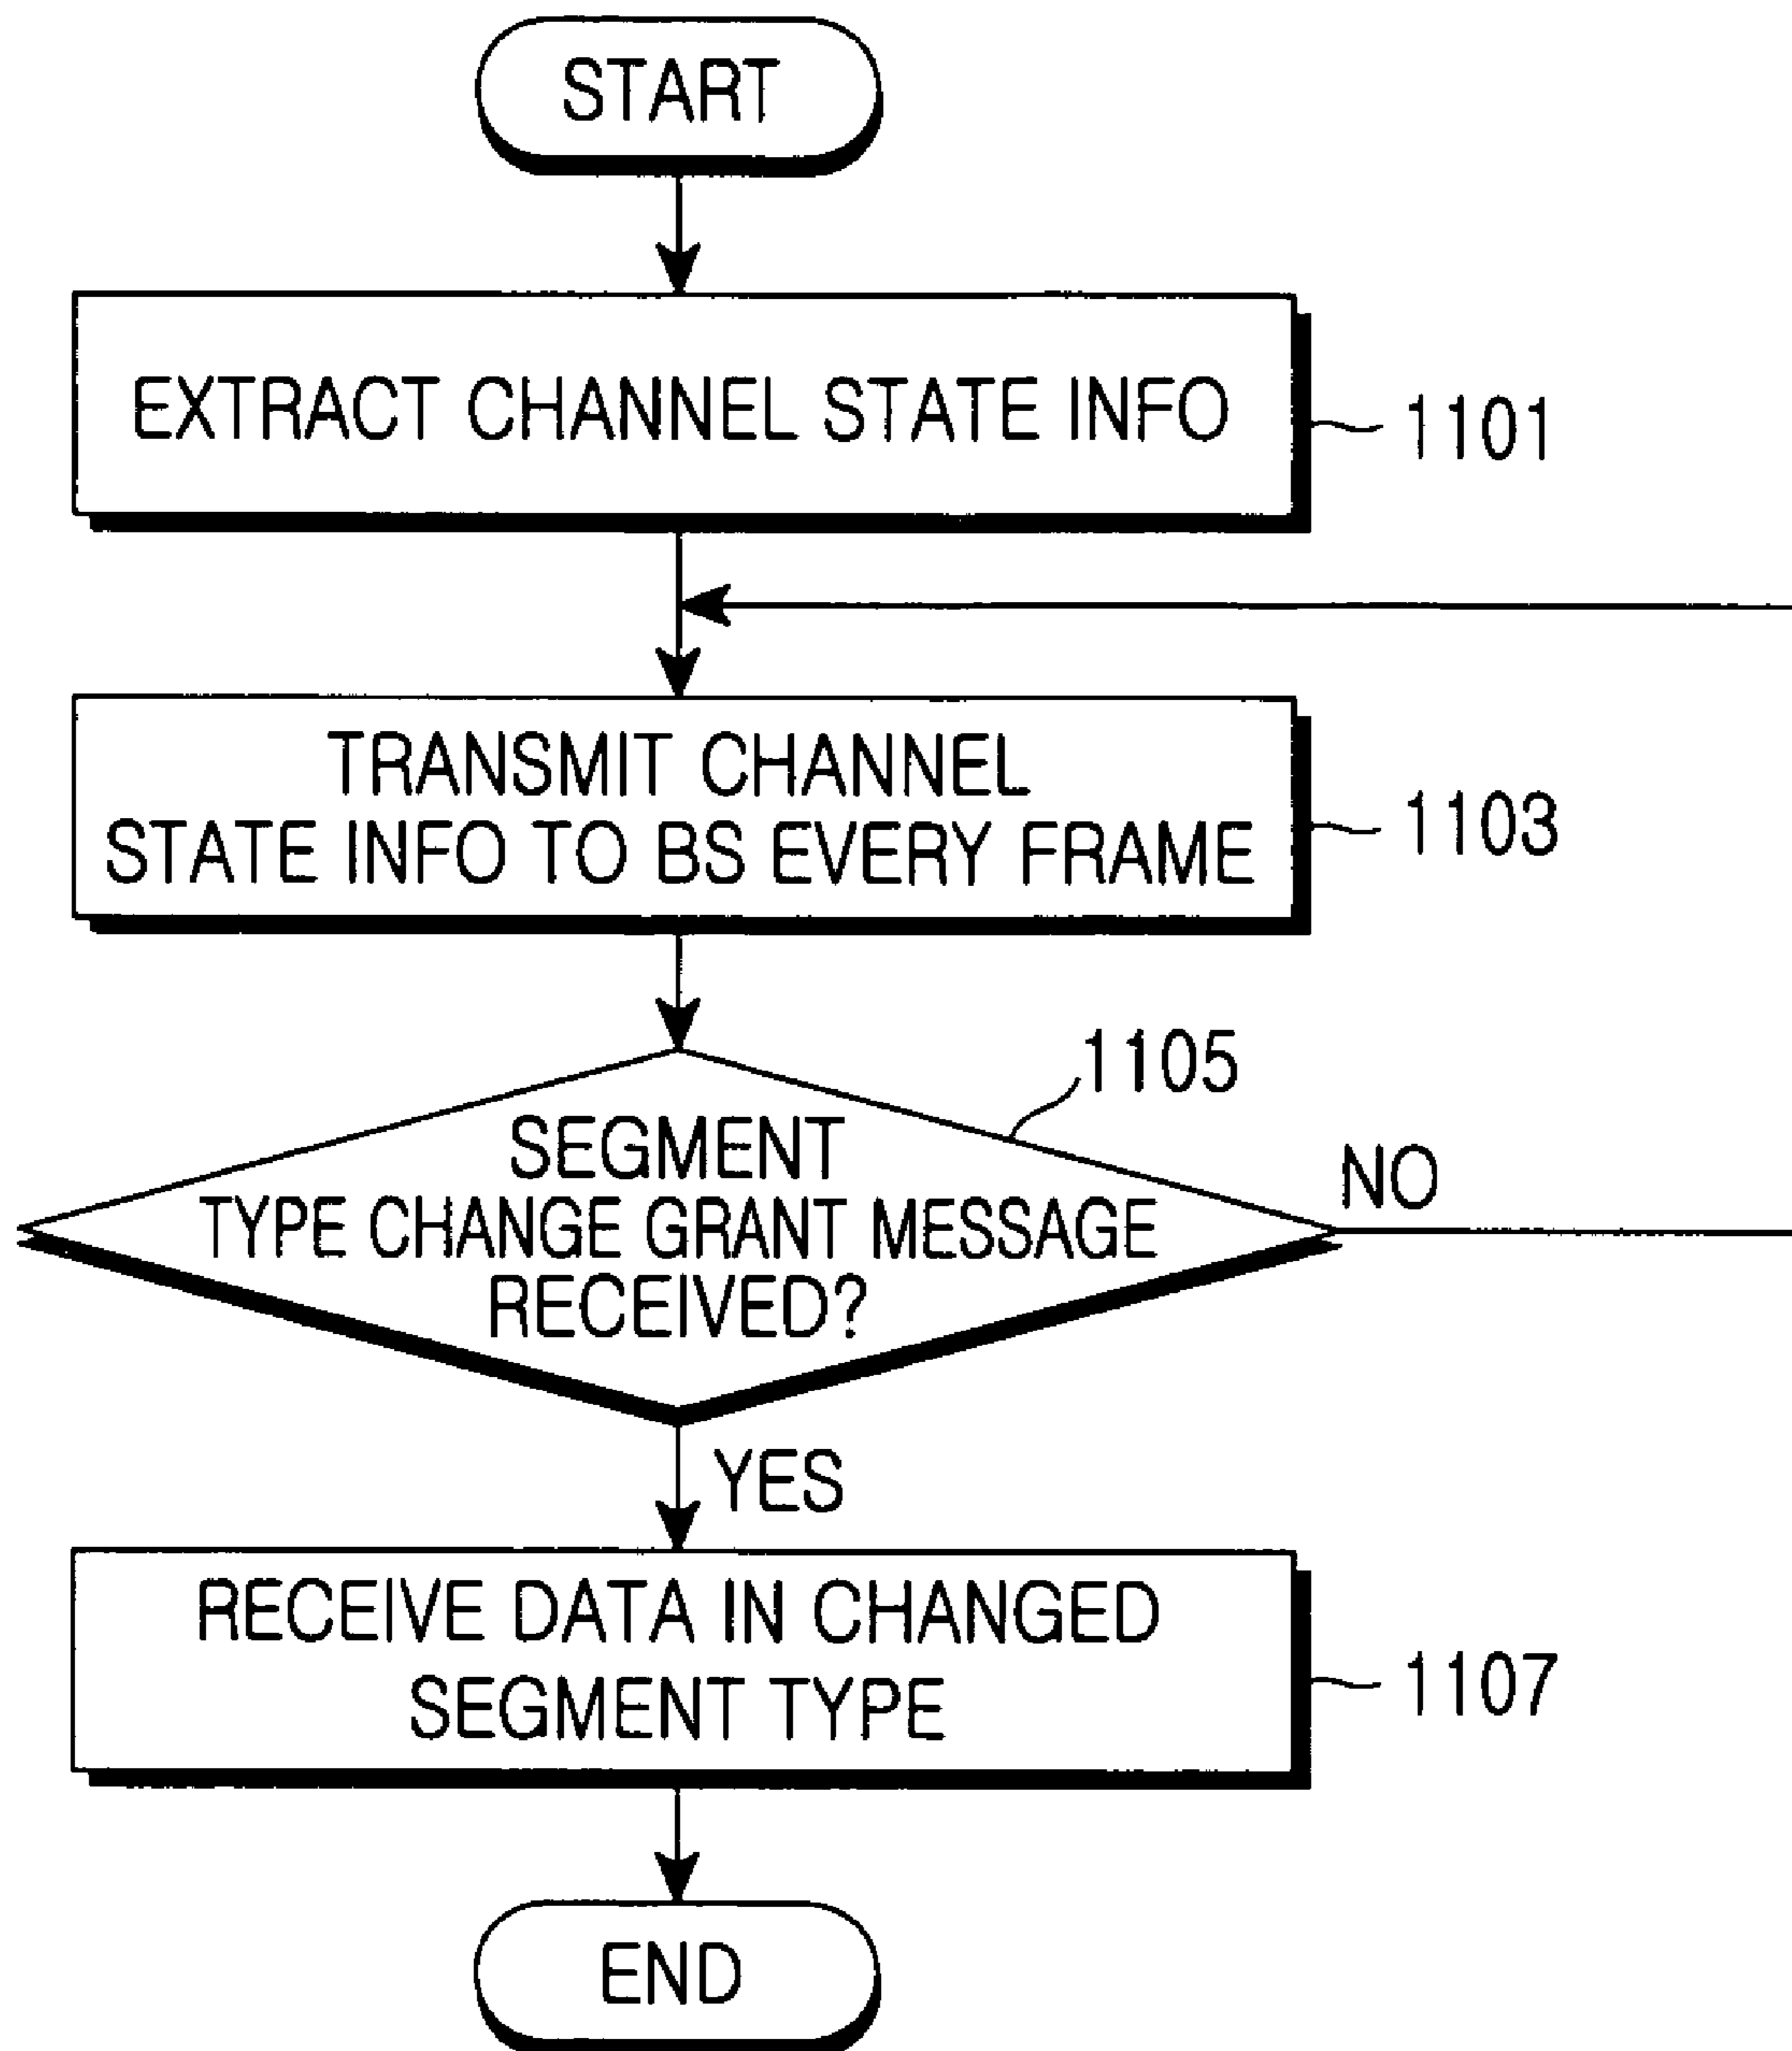 START
EXTRACT CHANNEL STATE INFO
1101
TRANSMIT CHANNEL
STATE INFO TO BS EVERY FRAME
1103
1105
SEGMENT
TYPE CHANGE GRANT MESSAGE
RECEIVED?
NO
YES
RECEIVE DATA IN CHANGED
SEGMENT TYPE
1107
END